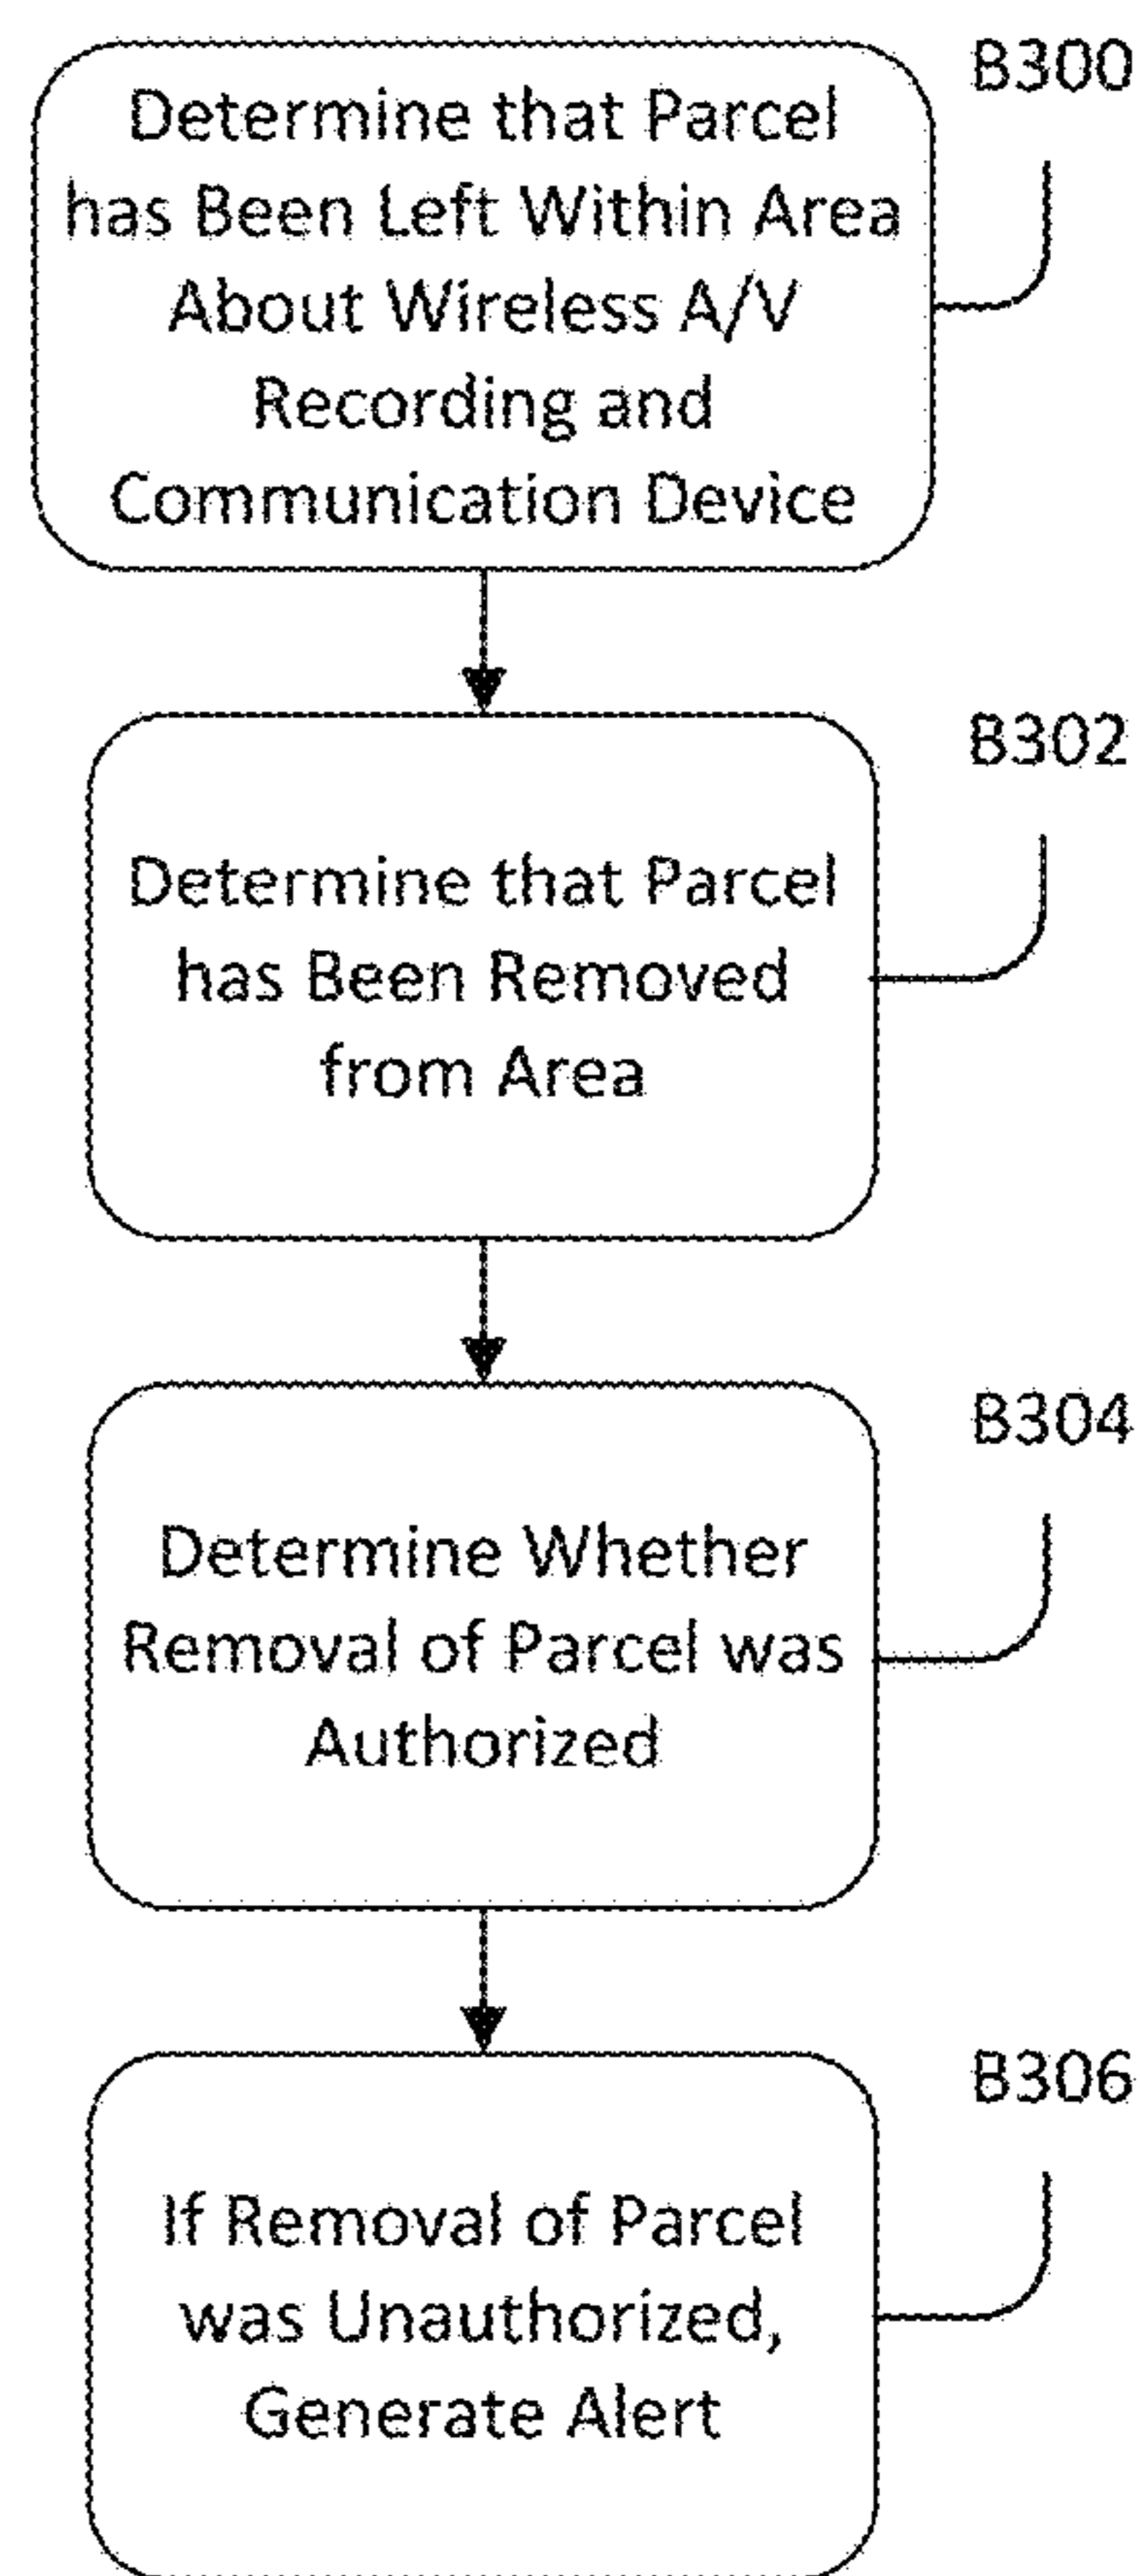 B300
Determine that Parcel
has Been Left Within Area
About Wireless A/V
Recording and
Communication Device
B302
Determine that Parcel
has Been Removed
from Area
B304
Determine Whether
Removal of Parcel was
Authorized
B306
If Removal of Parcel
was Unauthorized,
Generate Alert